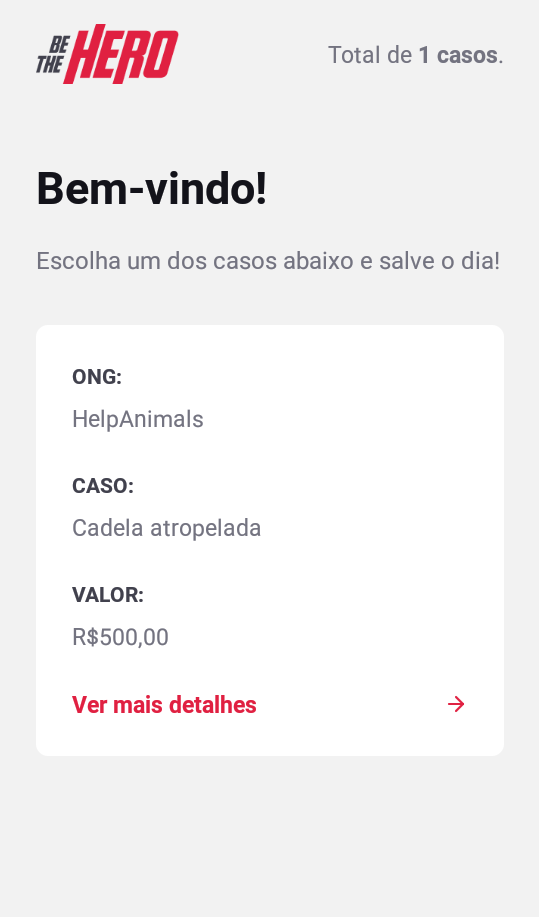 BE THE HERO
Total de 1 casos.
Bem-vindo!
Escolha um dos casos abaixo e salve o dia!
ONG:
HelpAnimals
CASO:
Cadela atropelada
VALOR:
R$500,00
Ver mais detalhes